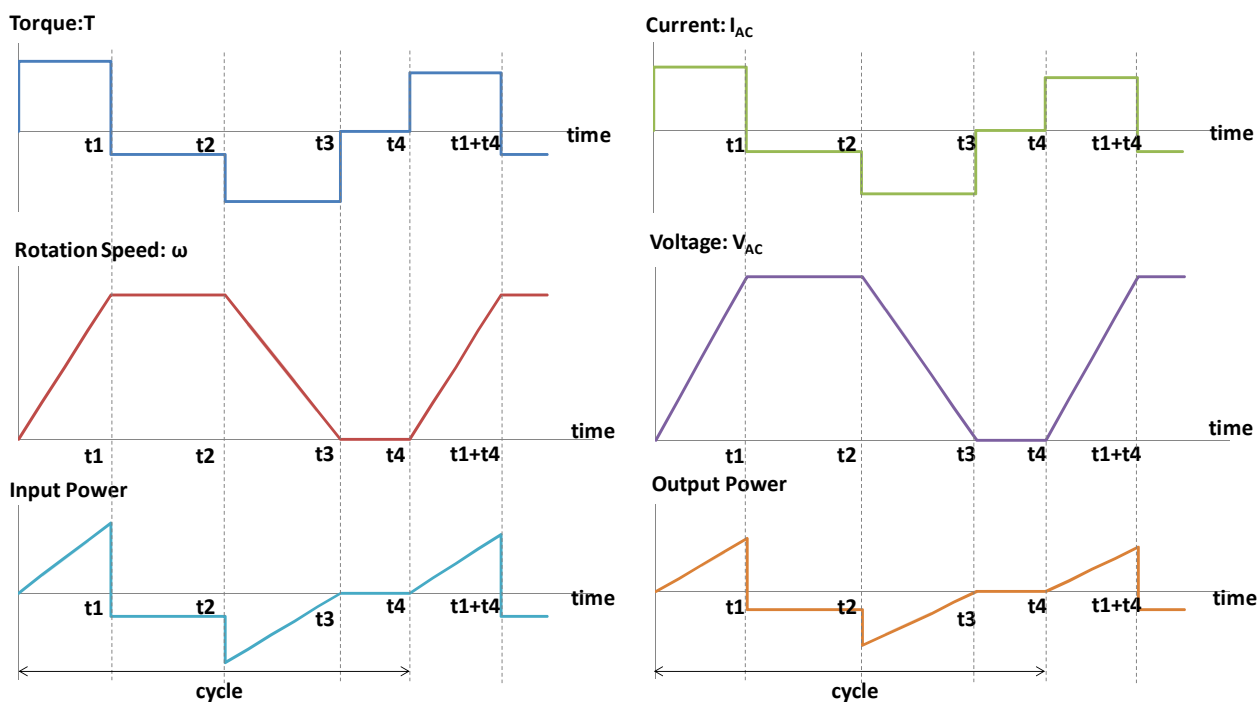 Torque:T
t1 t2 t3 t4 t1+t4 time
Rotation Speed: ω
t1 t2 t3 t4 t1+t4 time
Input Power
t1 t2 t3 t4 t1+t4 time
cycle
Current: I_AC
t1 t2 t3 t4 t1+t4 time
Voltage: V_AC
t1 t2 t3 t4 t1+t4 time
Output Power
t1 t2 t3 t4 t1+t4 time
cycle